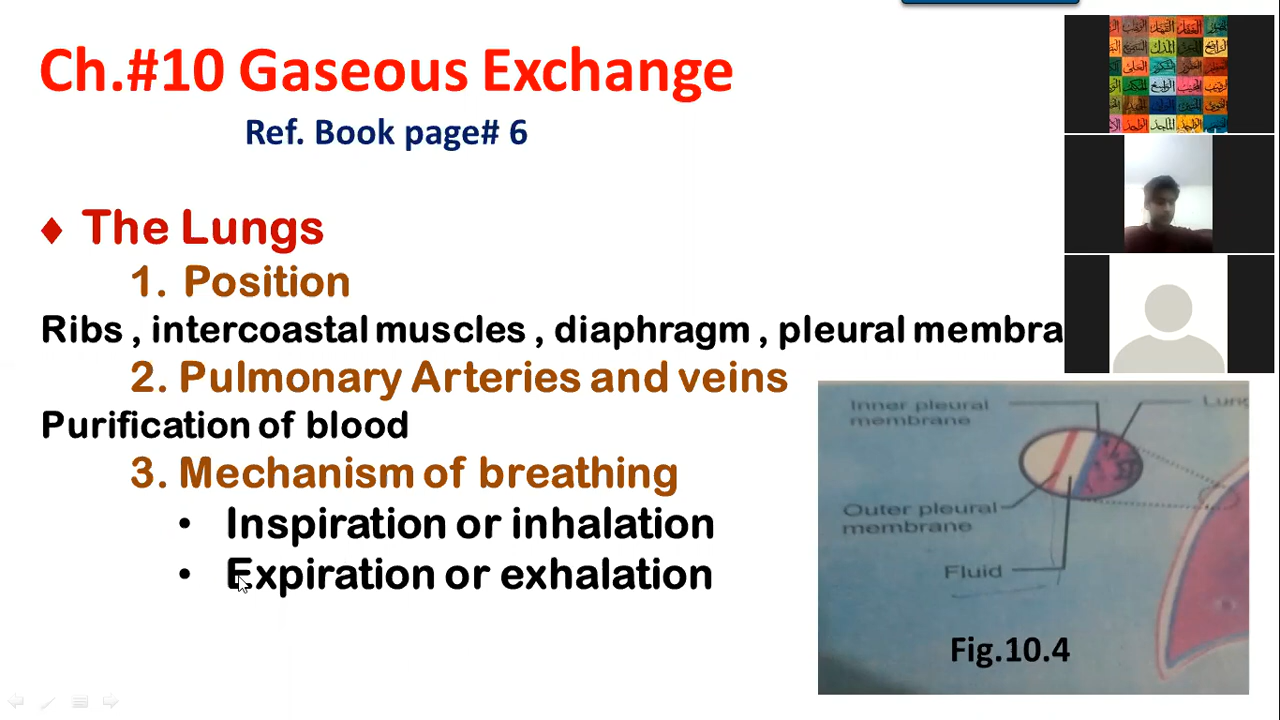 Ch.#10 Gaseous Exchange
Ref. Book page# 6
♦ The Lungs
1. Position
Ribs , intercoastal muscles , diaphragm , pleural membra
2. Pulmonary Arteries and veins
Purification of blood
3. Mechanism of breathing
• Inspiration or inhalation
• Expiration or exhalation
Inner pleural
membrane
Lung
Outer pleural
membrane
Fluid
Fig.10.4